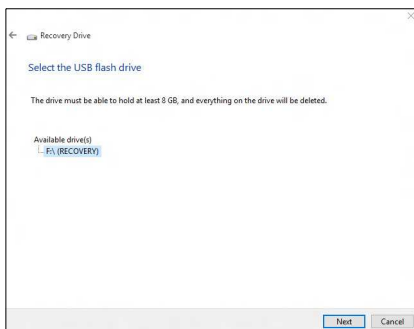 Recovery Drive
Select the USB flash drive
The drive must be able to hold at least 8 GB, and everything on the drive will be deleted.
Available drive(s)
F:\ (RECOVERY)
Next Cancel